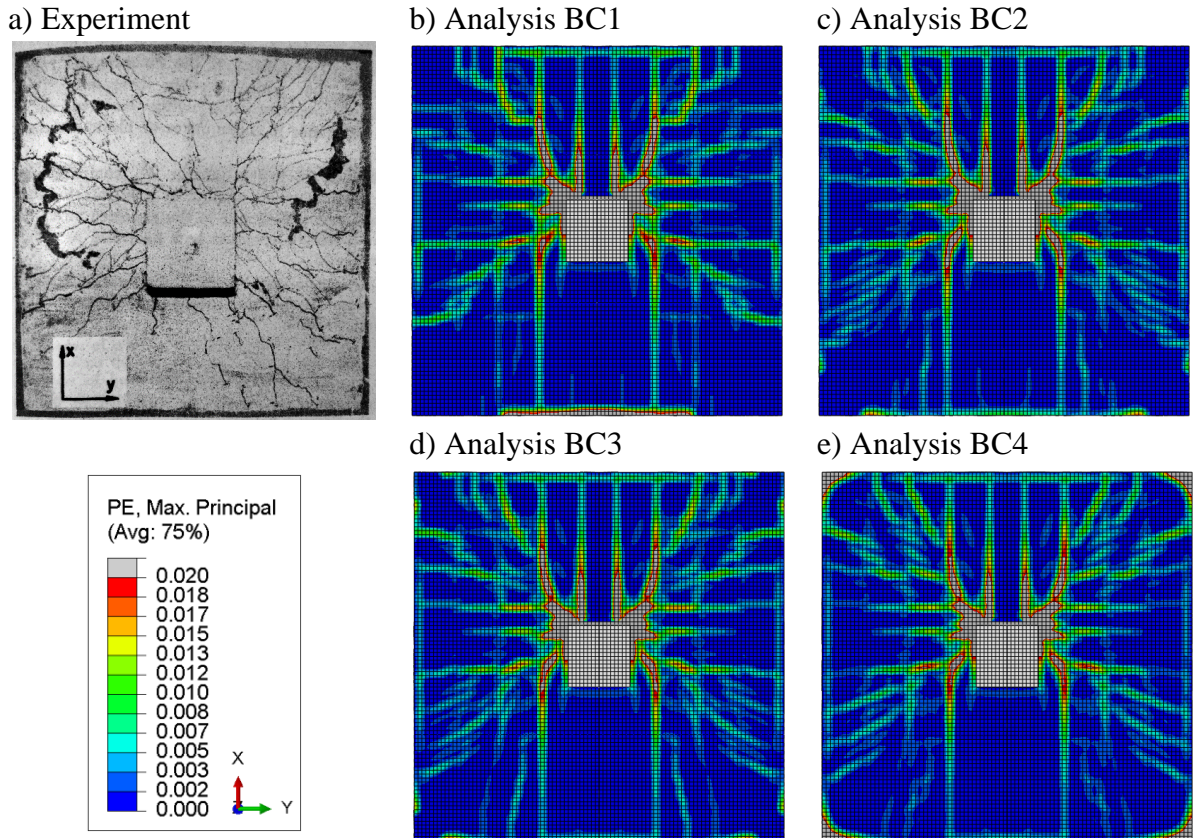 a) Experiment
b) Analysis BC1
c) Analysis BC2
x
y
d) Analysis BC3
e) Analysis BC4
PE, Max. Principal
(Avg: 75%)
0.020
0.018
0.017
0.015
0.013
0.012
0.010
0.008
0.007
0.005
0.003
0.002
0.000
X
Y